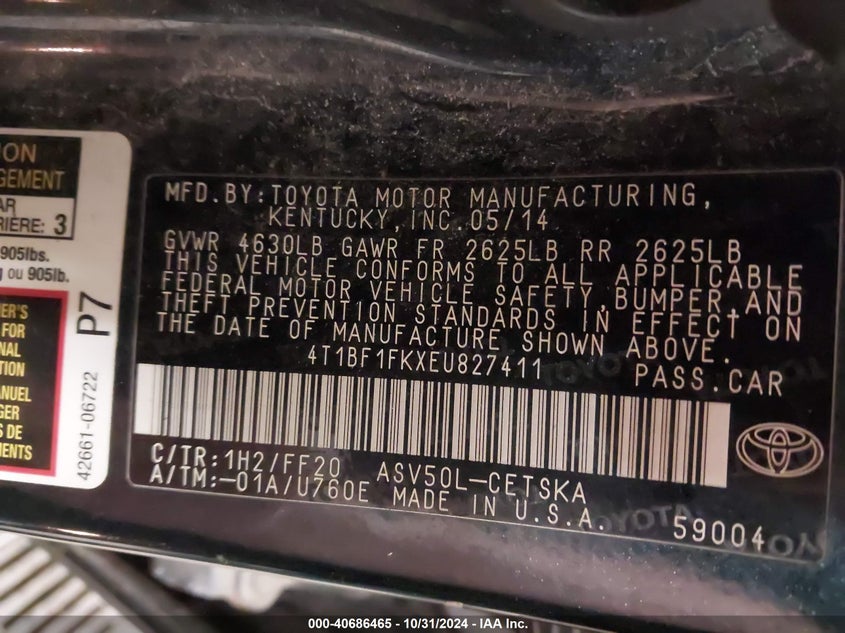 ION
GEMENT
AR
RIERE: 3
905lbs.
g ou 905lb.
ER'S
FOR
NAL
TION
ANUEL
GER
S DE
MENTS
P7
42661-06722
MFD.BY:TOYOTA MOTOR MANUFACTURING,
KENTUCKY,INC.05/14
GVWR 4630LB GAWR FR 2625LB RR 2625LB
THIS VEHICLE CONFORMS TO ALL APPLICABLE
FEDERAL MOTOR VEHICLE SAFETY,BUMPER,AND
THEFT PREVENTION STANDARDS IN EFFECT ON
THE DATE OF MANUFACTURE SHOWN ABOVE.
4T1BF1FKXEU827411
PASS.CAR
C/TR:1H2/FF20 ASV50L-CETSKA
A/TM:-01A/U760E MADE IN U.S.A.
59004
TOYOTA
000-40686465 - 10/31/2024 - IAA Inc.